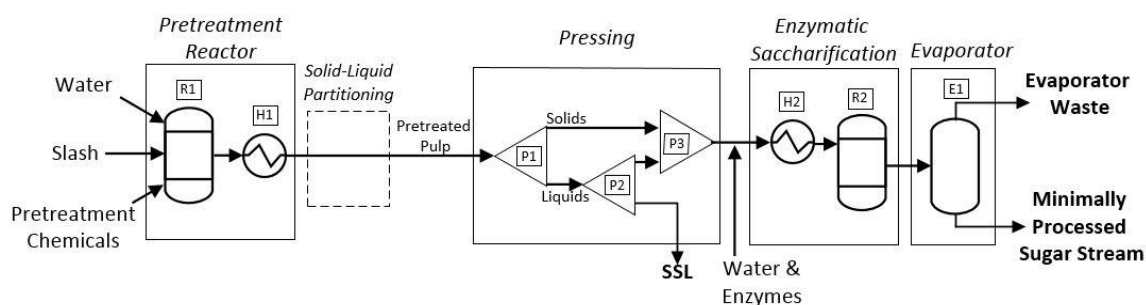 Pretreatment
Reactor
Solid-Liquid
Partitioning
Pressing
Enzymatic
Saccharification
Evaporator
Water
Slash
Pretreatment
Chemicals
R1
H1
Pretreated
Pulp
Solids
Liquids
P1
P2
P3
SSL
Water &
Enzymes
H2
R2
E1
Evaporator
Waste
Minimally
Processed
Sugar Stream